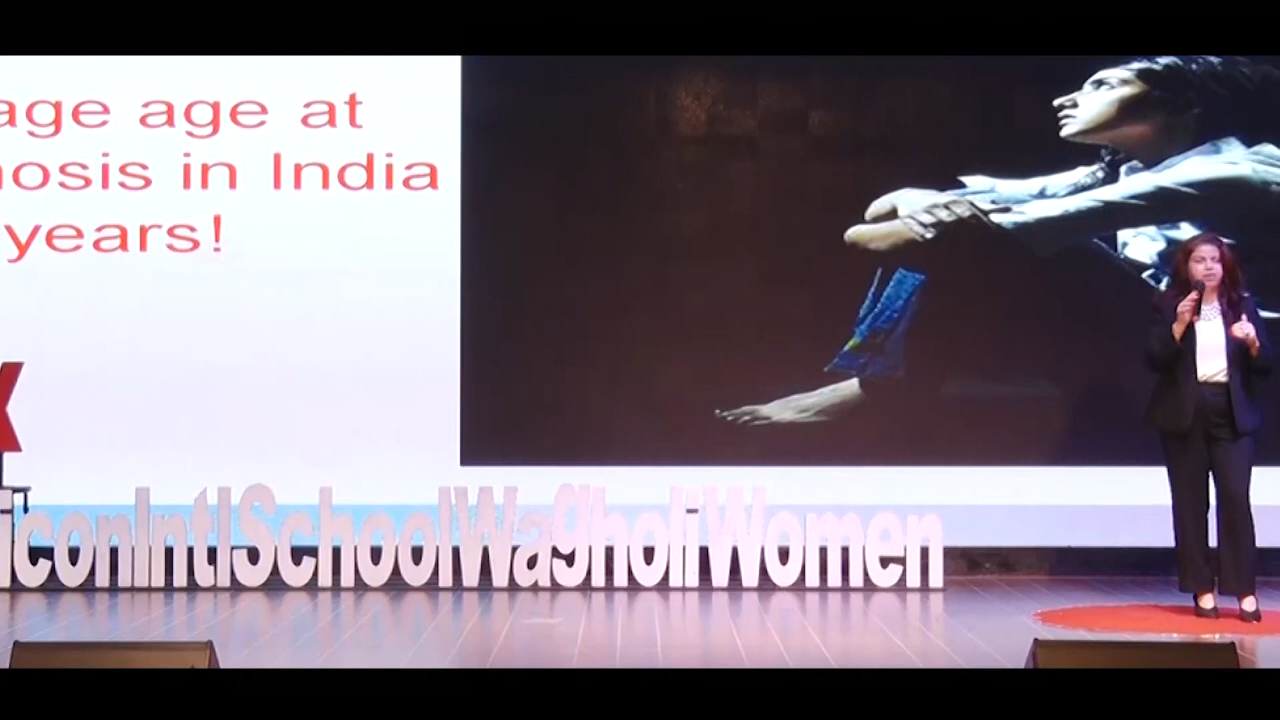 age age at
nosis in India
years!
X
iconIntlSchoolWagholiWomen